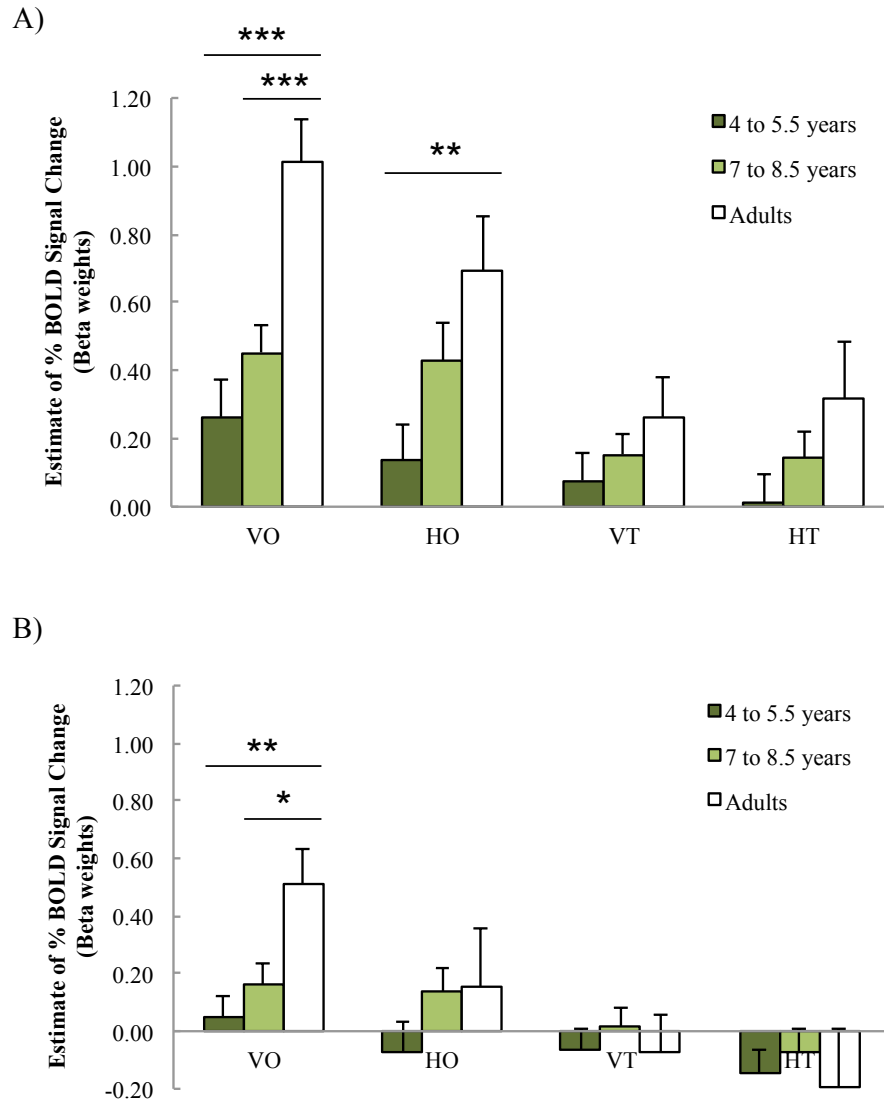 A)
***
***
**
1.20
1.00
0.80
0.60
0.40
0.20
0.00
Estimate of % BOLD Signal Change
(Beta weights)
4 to 5.5 years
7 to 8.5 years
Adults
VO HO VT HT
B)
**
*
1.20
1.00
0.80
0.60
0.40
0.20
0.00
-0.20
Estimate of % BOLD Signal Change
(Beta weights)
4 to 5.5 years
7 to 8.5 years
Adults
VO HO VT HT